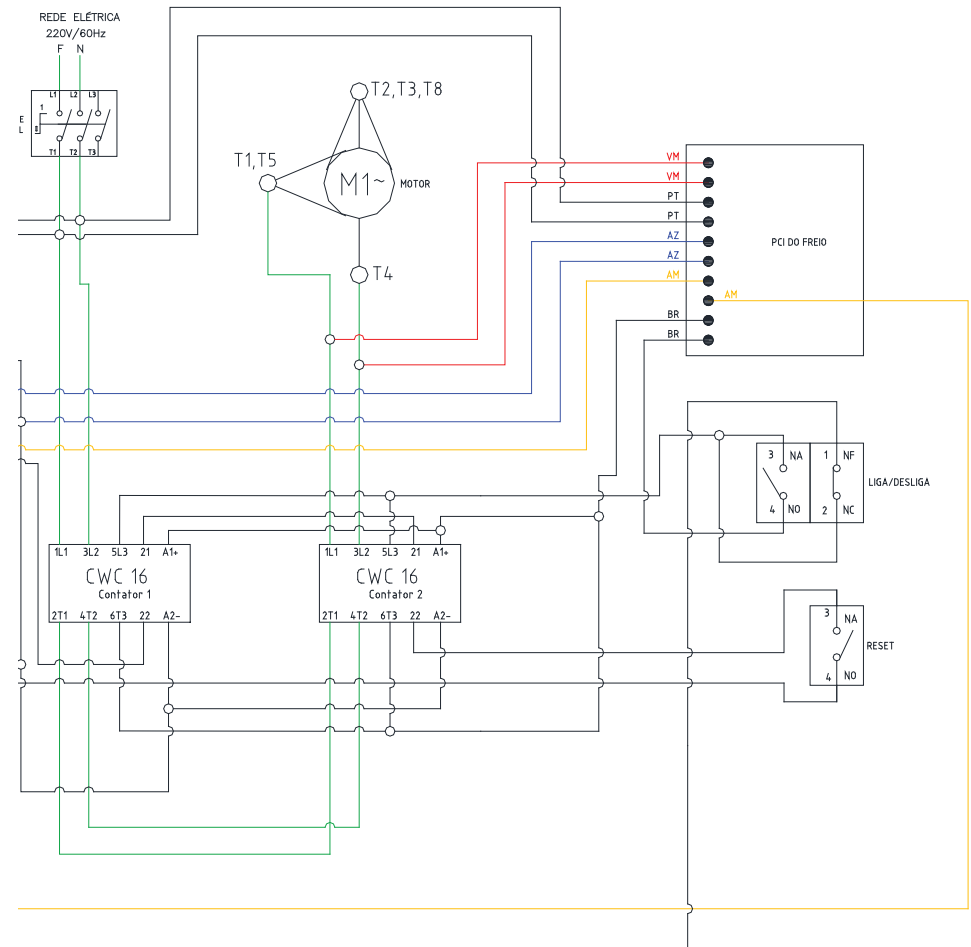 REDE ELÉTRICA
220V/60Hz
F N
L1 L2 L3
1
E
L
T1 T2 T3
T2,T3,T8
T1,T5
M1~
MOTOR
T4
VM
VM
PT
PT
AZ
AZ
AM
AM
BR
BR
PCI DO FREIO
3 NA
4 NO
1 NF
2 NC
LIGA/DESLIGA
1L1 3L2 5L3 21 A1+
CWC 16
Contator 1
2T1 4T2 6T3 22 A2-
1L1 3L2 5L3 21 A1+
CWC 16
Contator 2
2T1 4T2 6T3 22 A2-
3 NA
4 NO
RESET